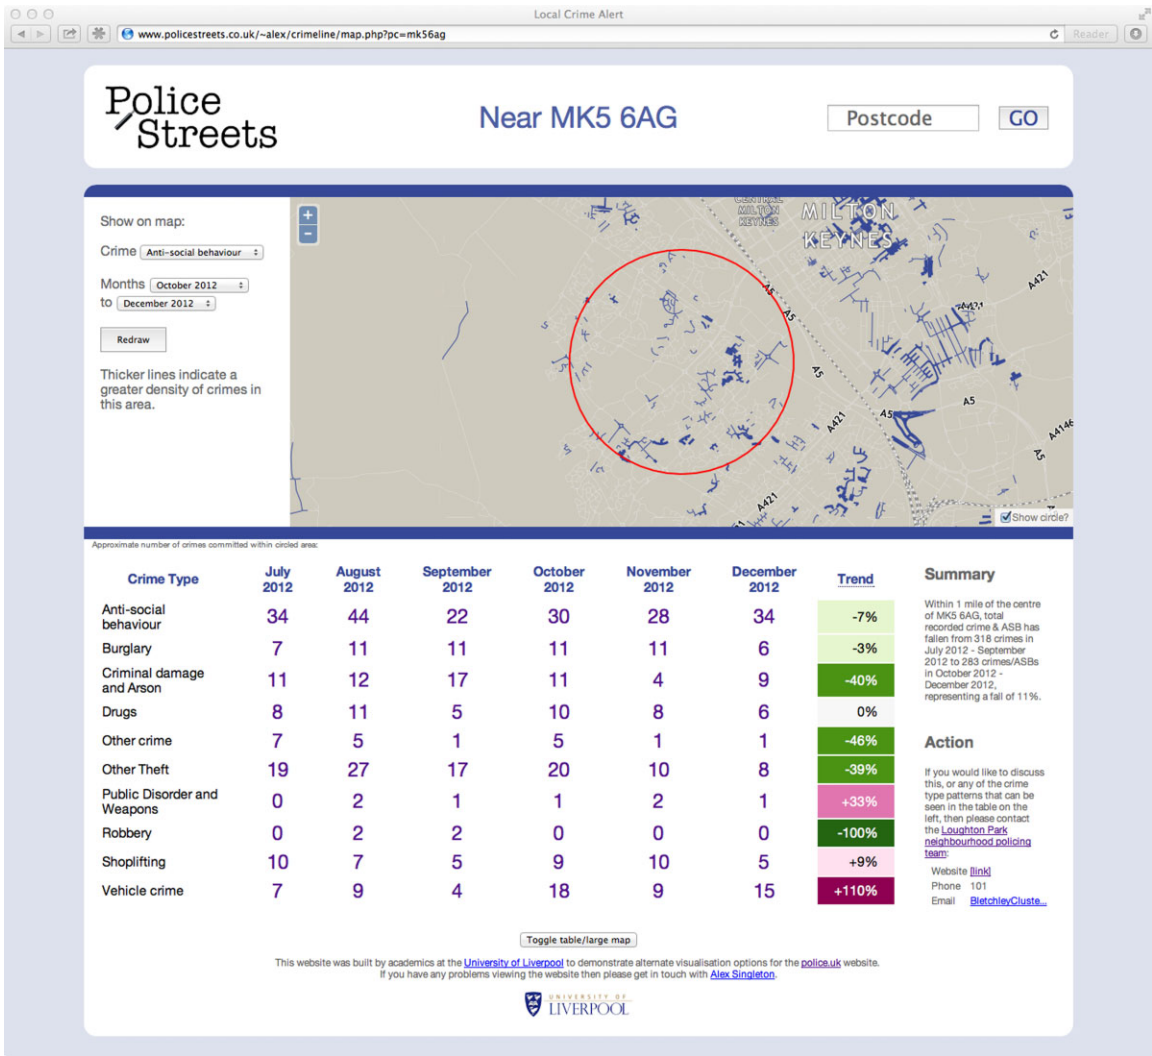 Local Crime Alert
www.policestreets.co.uk/~alex/crimeline/map.php?pc=mk56ag
Reader
Police
Streets
Near MK5 6AG
Postcode
GO
Show on map:
Crime Anti-social behaviour
Months October 2012
to December 2012
Redraw
Thicker lines indicate a
greater density of crimes in
this area.
+
−
CENTRAL
MILTON
KEYNES
MILTON
KEYNES
A5
A5
A5
A421
A421
A421
A5
A5
A4146
A5
A421
A5
Show circle?
Approximate number of crimes committed within circled area:
Crime Type July 2012 August 2012 September 2012 October 2012 November 2012 December 2012 Trend
Anti-social behaviour 34 44 22 30 28 34 -7%
Burglary 7 11 11 11 11 6 -3%
Criminal damage and Arson 11 12 17 11 4 9 -40%
Drugs 8 11 5 10 8 6 0%
Other crime 7 5 1 5 1 1 -46%
Other Theft 19 27 17 20 10 8 -39%
Public Disorder and Weapons 0 2 1 1 2 1 +33%
Robbery 0 2 2 0 0 0 -100%
Shoplifting 10 7 5 9 10 5 +9%
Vehicle crime 7 9 4 18 9 15 +110%
Summary
Within 1 mile of the centre
of MK5 6AG, total
recorded crime & ASB has
fallen from 318 crimes in
July 2012 - September
2012 to 283 crimes/ASBs
in October 2012 -
December 2012,
representing a fall of 11%.
Action
If you would like to discuss
this, or any of the crime
type patterns that can be
seen in the table on the
left, then please contact
the Loughton Park
neighbourhood policing
team:
Website [link]
Phone 101
Email BletchleyCluste...
Toggle table/large map
This website was built by academics at the University of Liverpool to demonstrate alternate visualisation options for the police.uk website.
If you have any problems viewing the website then please get in touch with Alex Singleton.
UNIVERSITY OF
LIVERPOOL